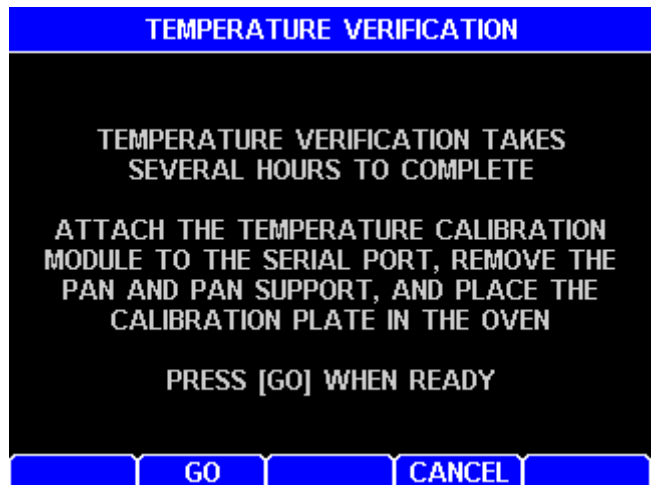 TEMPERATURE VERIFICATION
TEMPERATURE VERIFICATION TAKES
SEVERAL HOURS TO COMPLETE
ATTACH THE TEMPERATURE CALIBRATION
MODULE TO THE SERIAL PORT, REMOVE THE
PAN AND PAN SUPPORT, AND PLACE THE
CALIBRATION PLATE IN THE OVEN
PRESS [GO] WHEN READY
GO CANCEL